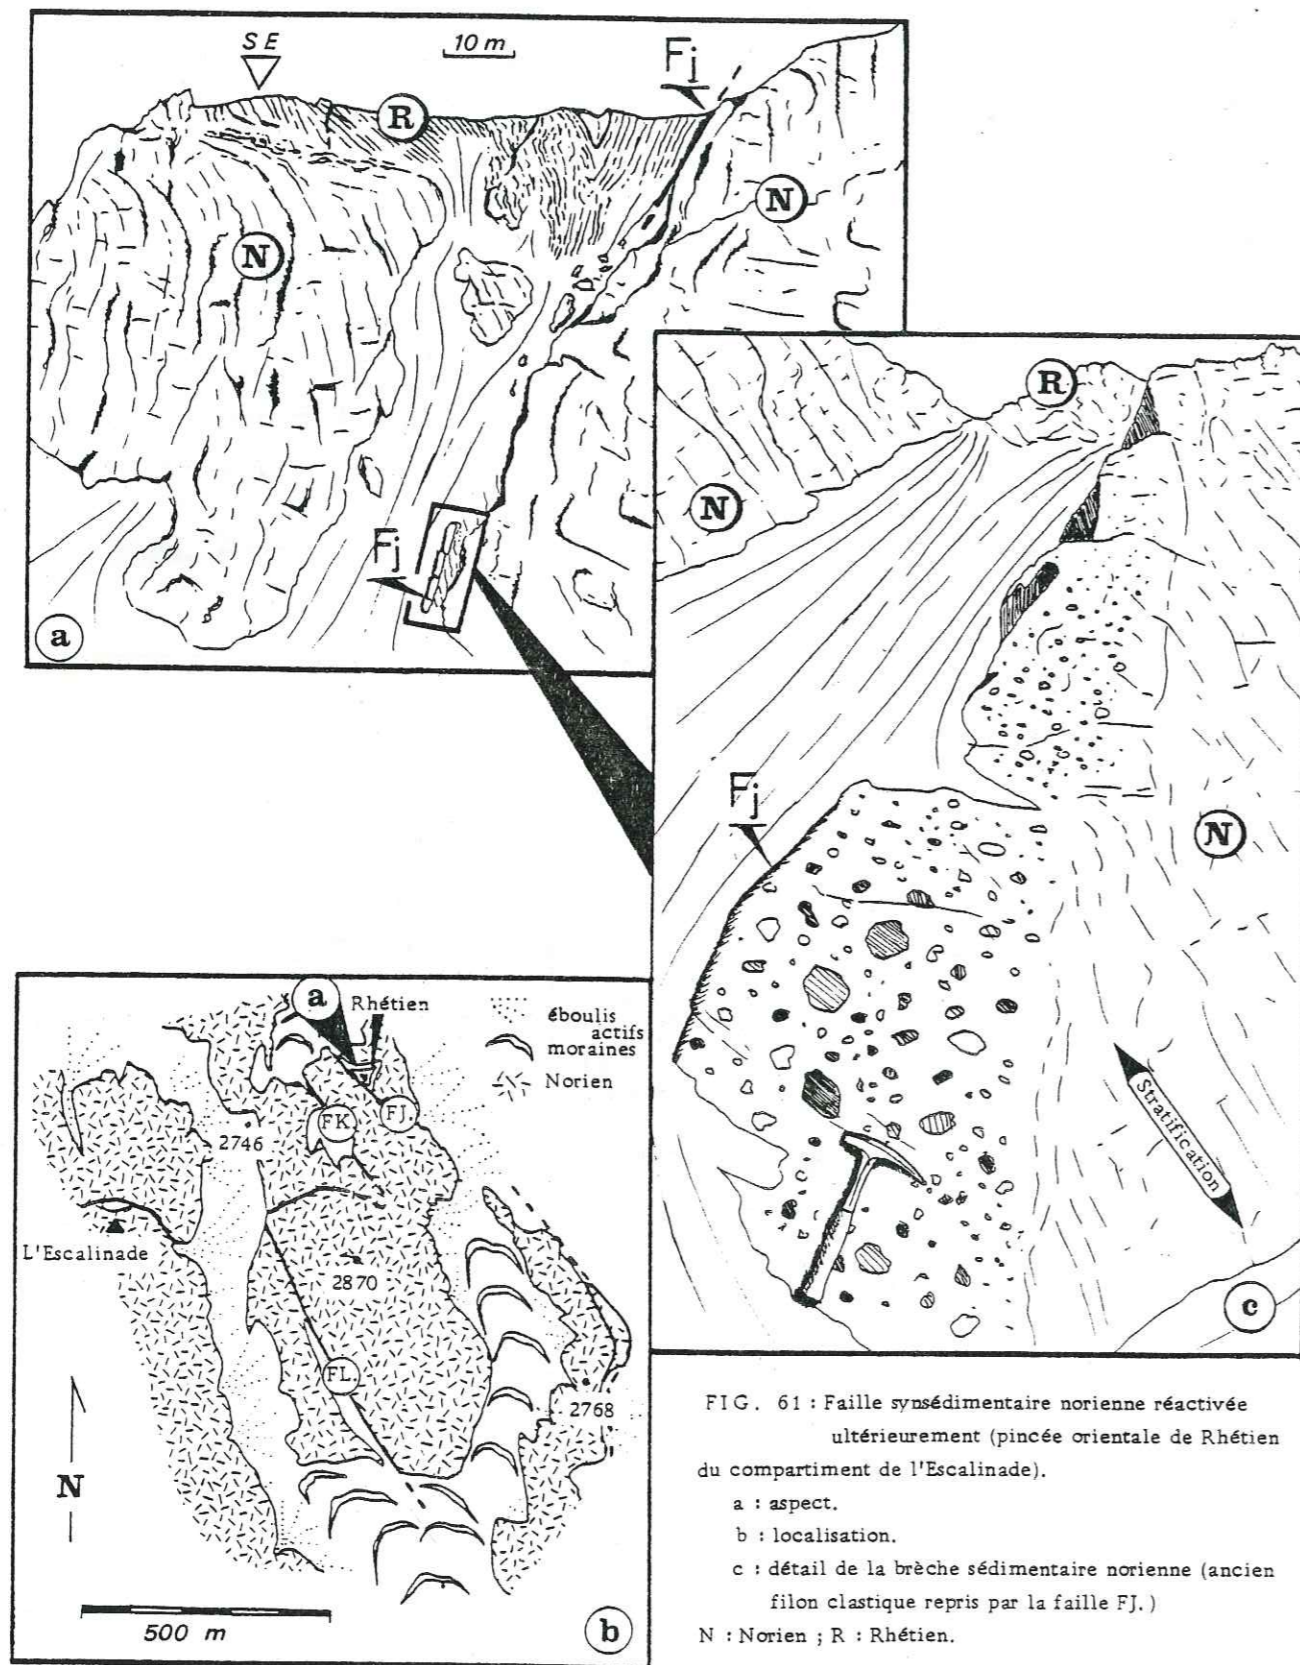 SE
10 m
Fj
R
N
N
Fj
a
R
N
Fj
N
Stratification
c
a
Rhétien
éboulis
actifs
moraines
Norien
FK
FJ.
2746
L'Escalinade
2870
FL.
2768
N
500 m
b
FIG. 61 : Faille synsédimentaire norienne réactivée
ultérieurement (pincée orientale de Rhétien
du compartiment de l'Escalinade).
a : aspect.
b : localisation.
c : détail de la brèche sédimentaire norienne (ancien
filon clastique repris par la faille FJ.)
N : Norien ; R : Rhétien.